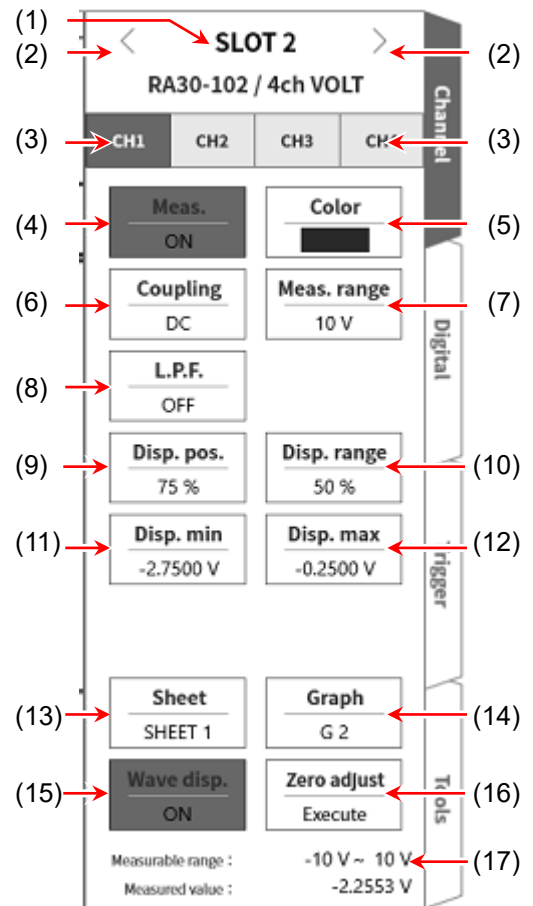 (1)
(2) < SLOT 2 > (2)
RA30-102 / 4ch VOLT
Channel
(3) CH1 CH2 CH3 (3)
(4) Meas. Color (5)
ON
(6) Coupling Meas. range (7)
DC 10 V
Digital
(8) L.P.F.
OFF
(9) Disp. pos. Disp. range (10)
75 % 50 %
(11) Disp. min Disp. max (12)
-2.7500 V -0.2500 V
Trigger
(13) Sheet Graph (14)
SHEET 1 G 2
(15) Wave disp. Zero adjust (16)
ON Execute
Tools
Measurable range : -10 V ~ 10 V (17)
Measured value : -2.2553 V